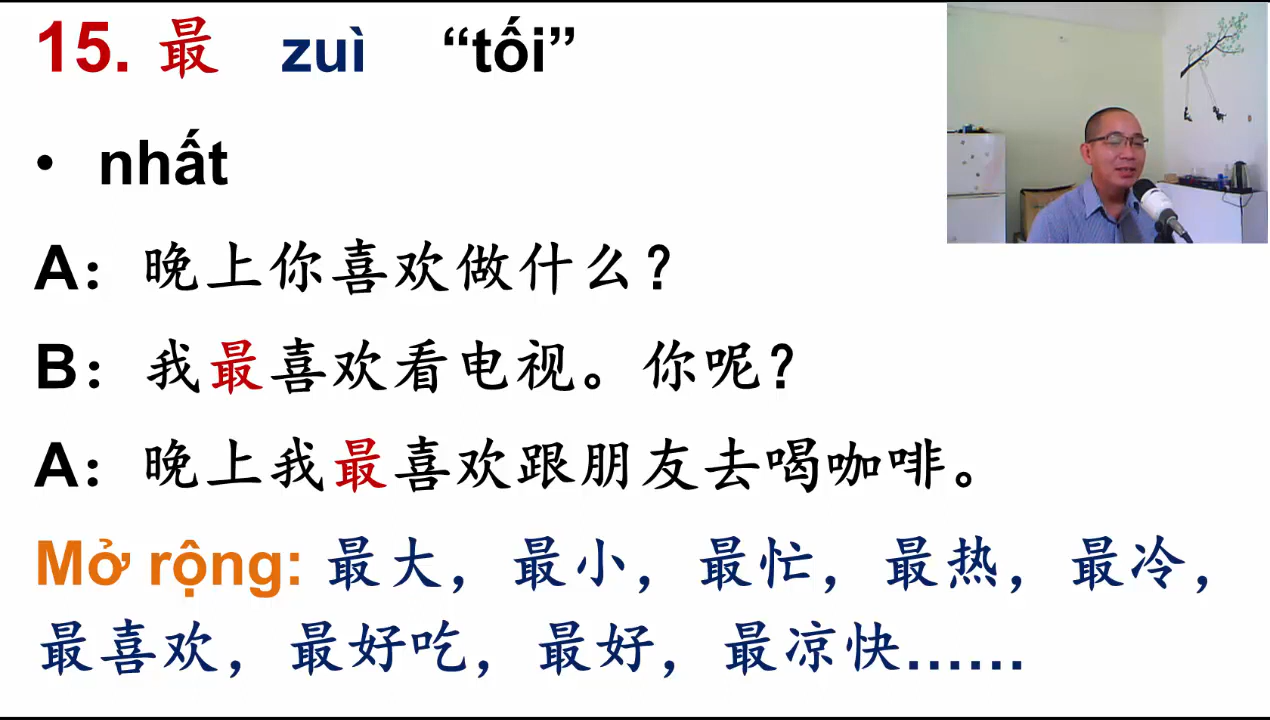 15. 最 zuì “tối”
• nhất
A：晚上你喜欢做什么？
B：我最喜欢看电视。你呢？
A：晚上我最喜欢跟朋友去喝咖啡。
Mở rộng: 最大，最小，最忙，最热，最冷，
最喜欢，最好吃，最好，最凉快……